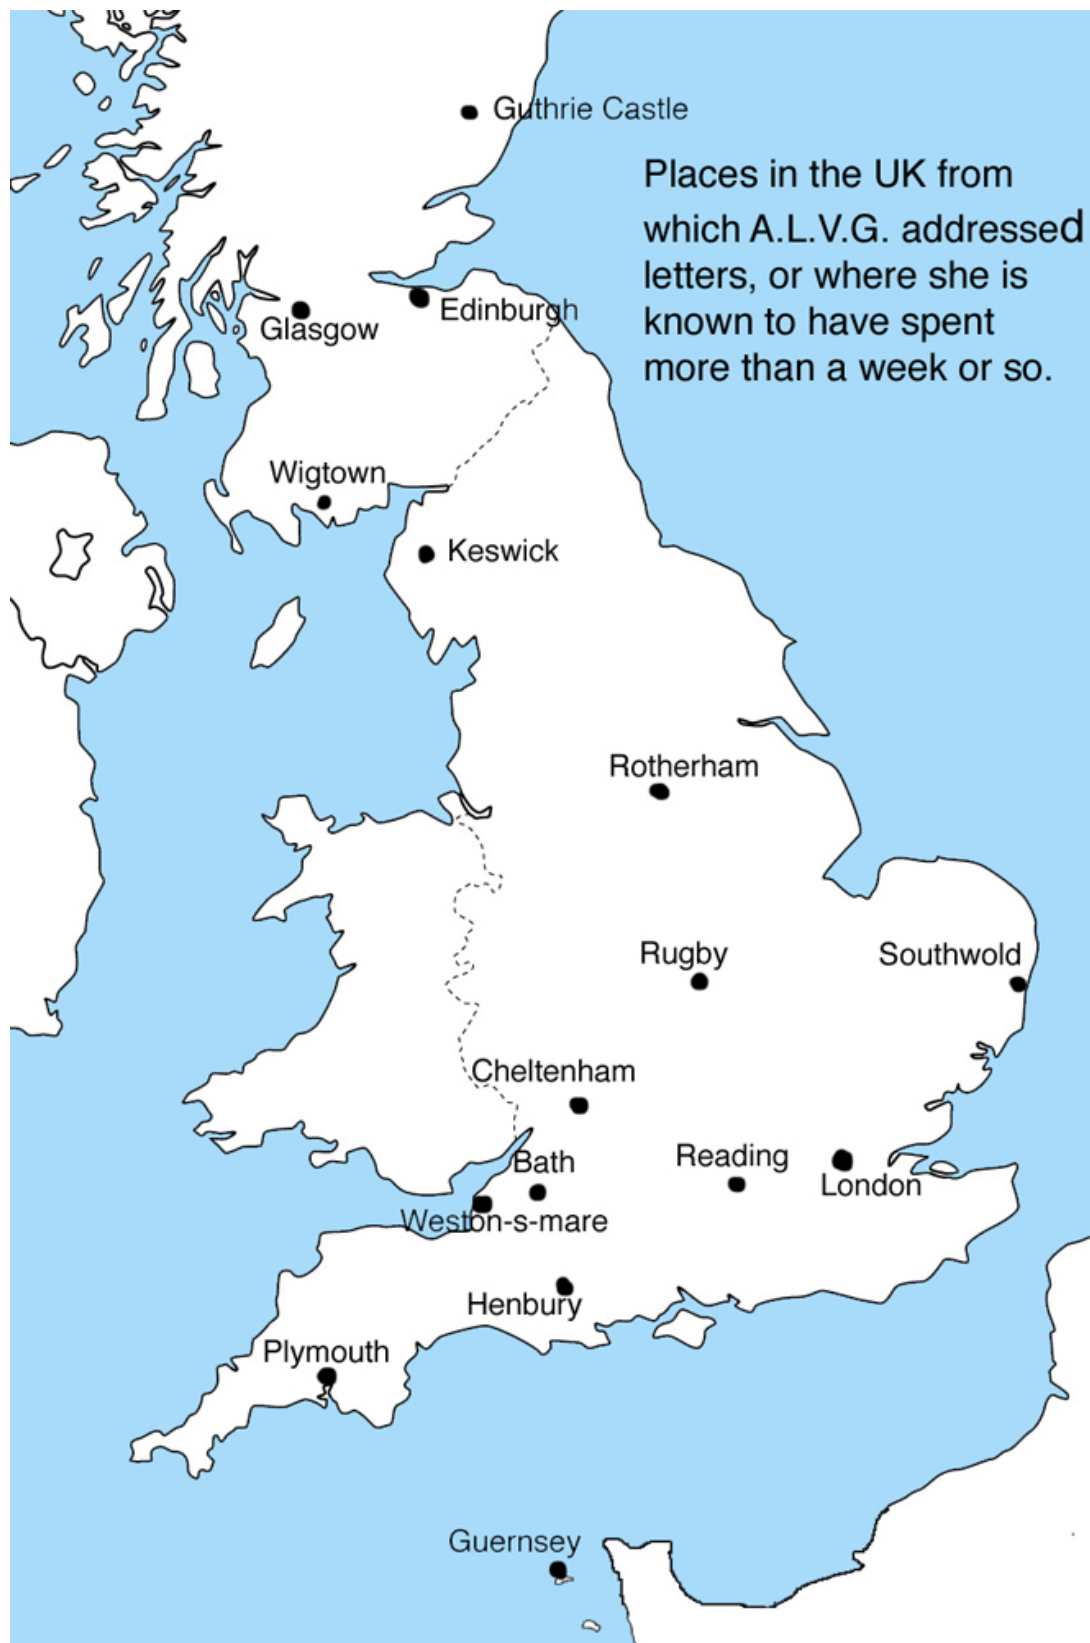 Guthrie Castle
Places in the UK from
which A.L.V.G. addressed
letters, or where she is
known to have spent
more than a week or so.
Edinburgh
Glasgow
Wigtown
Keswick
Rotherham
Rugby
Southwold
Cheltenham
Bath
Reading
London
Weston-s-mare
Henbury
Plymouth
Guernsey